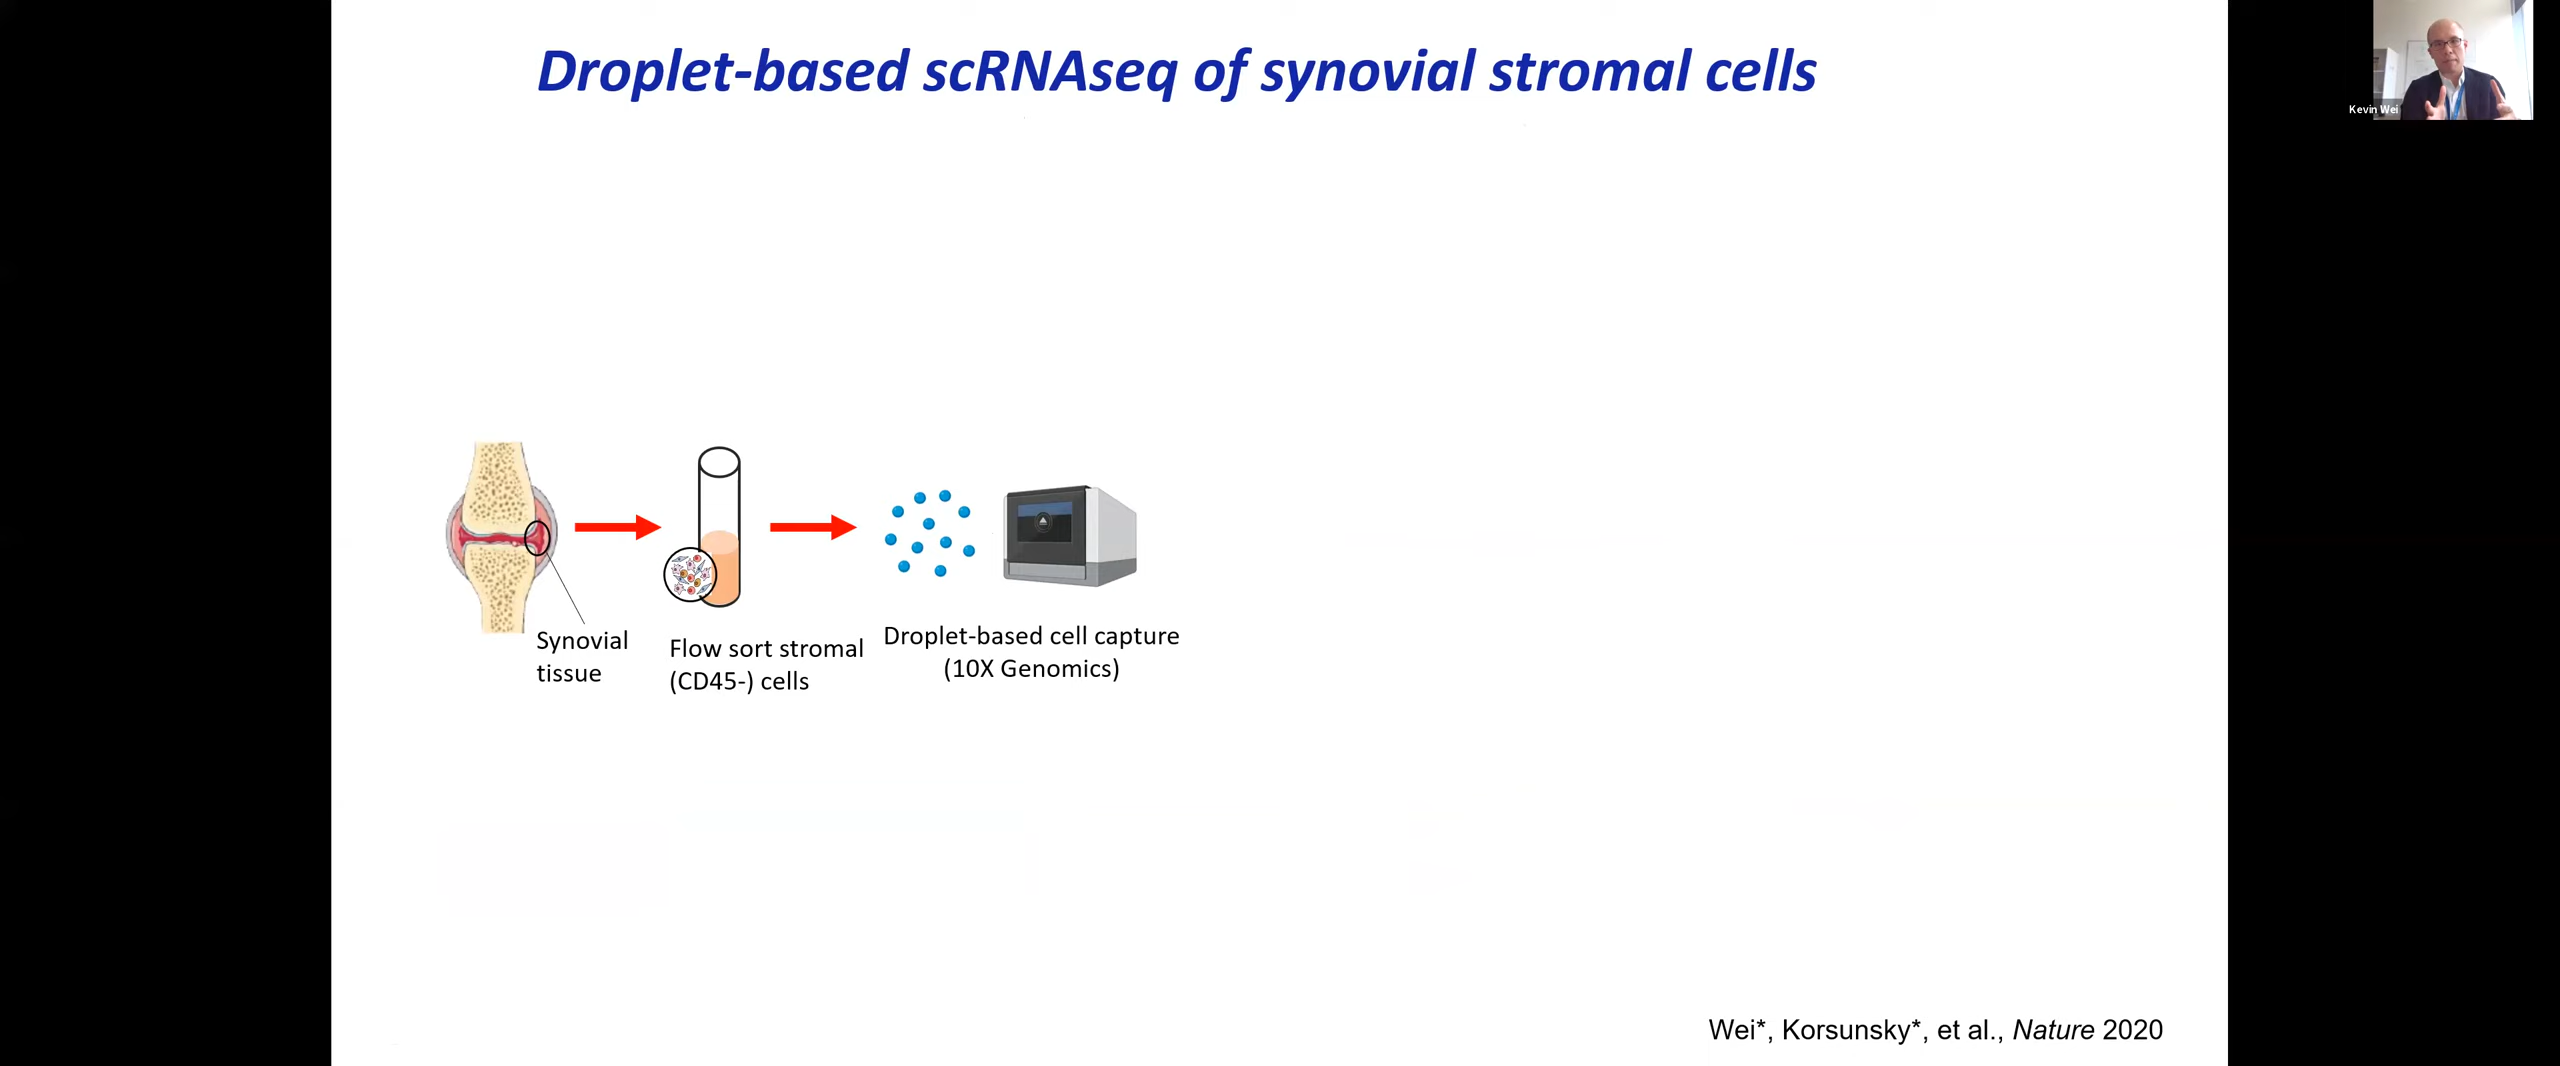 Droplet-based scRNAseq of synovial stromal cells
Kevin Wei
Synovial
tissue
Flow sort stromal
(CD45-) cells
Droplet-based cell capture
(10X Genomics)
Wei*, Korsunsky*, et al., Nature 2020